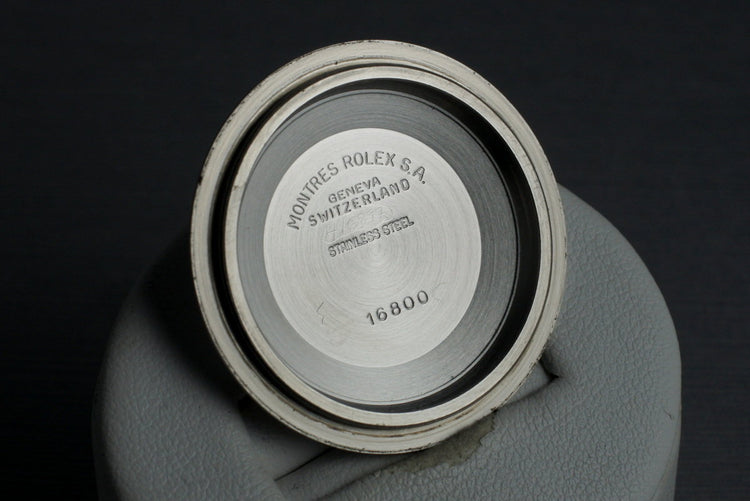 MONTRES ROLEX S.A.
GENEVA
SWITZERLAND
STAINLESS STEEL
16800